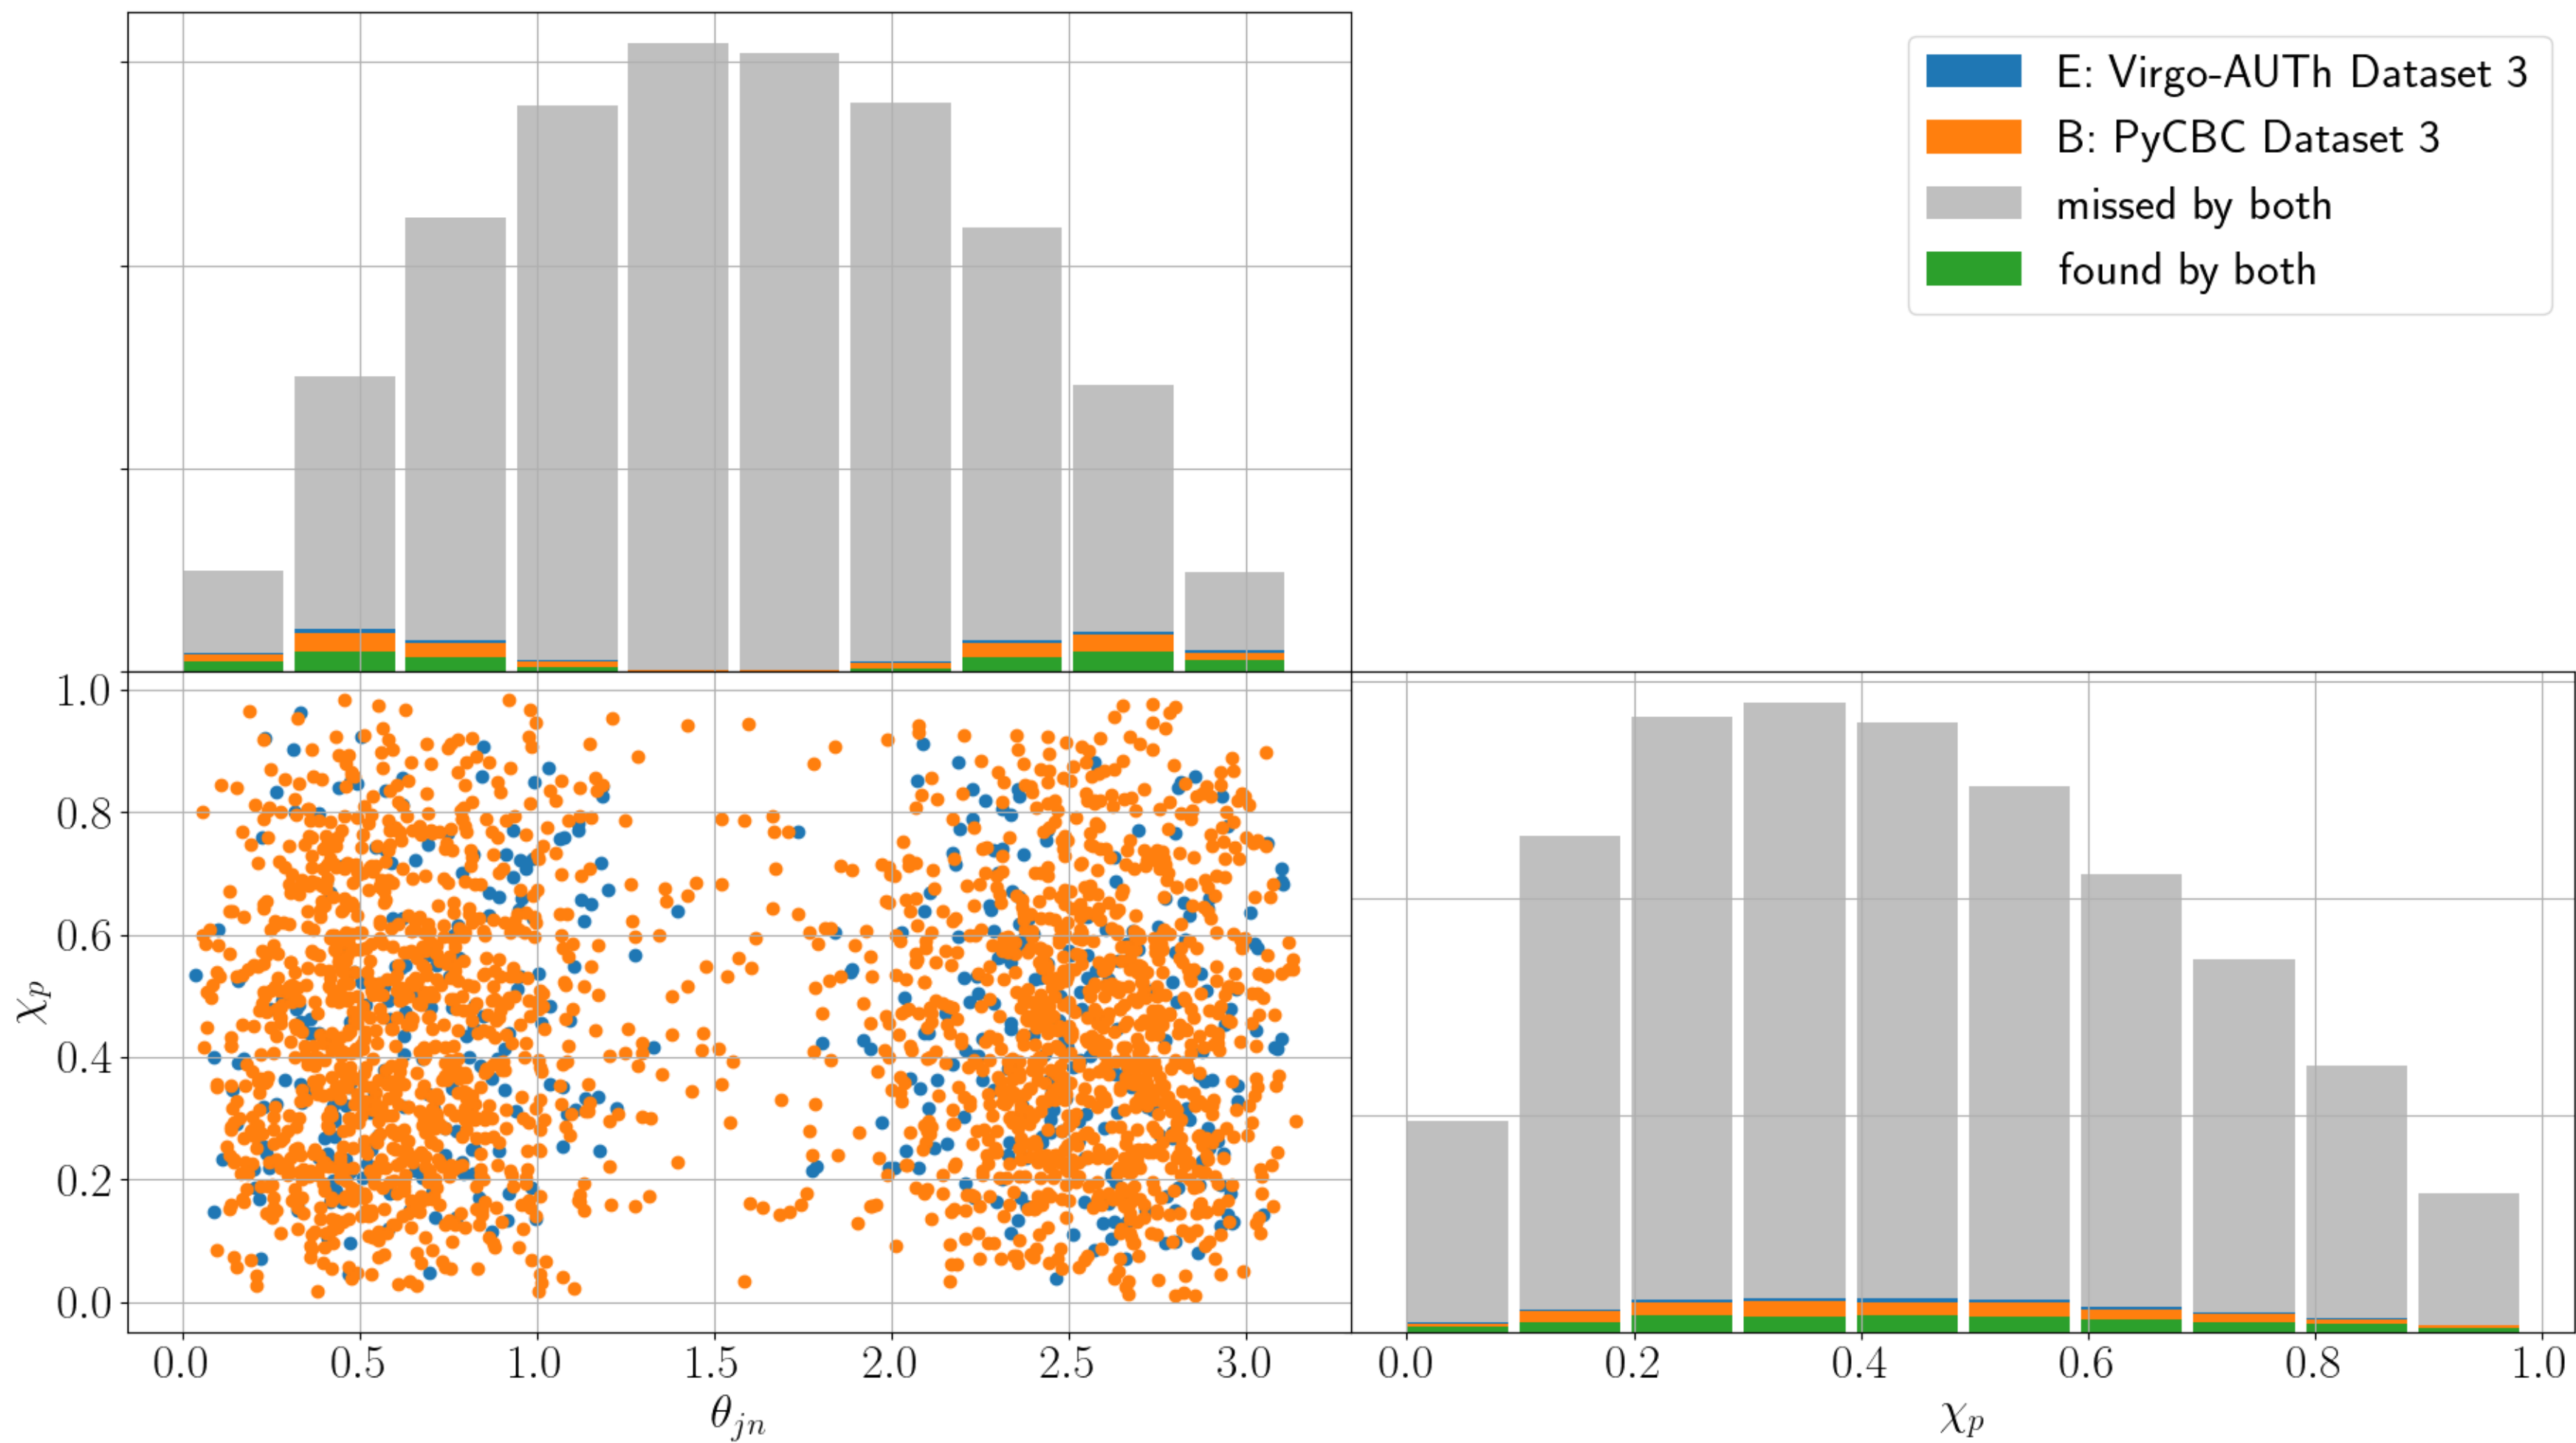 E: Virgo-AUTh Dataset 3
B: PyCBC Dataset 3
missed by both
found by both
1.0
0.8
0.6
0.4
0.2
0.0
χp
0.0 0.5 1.0 1.5 2.0 2.5 3.0
θjn
0.0 0.2 0.4 0.6 0.8 1.0
χp